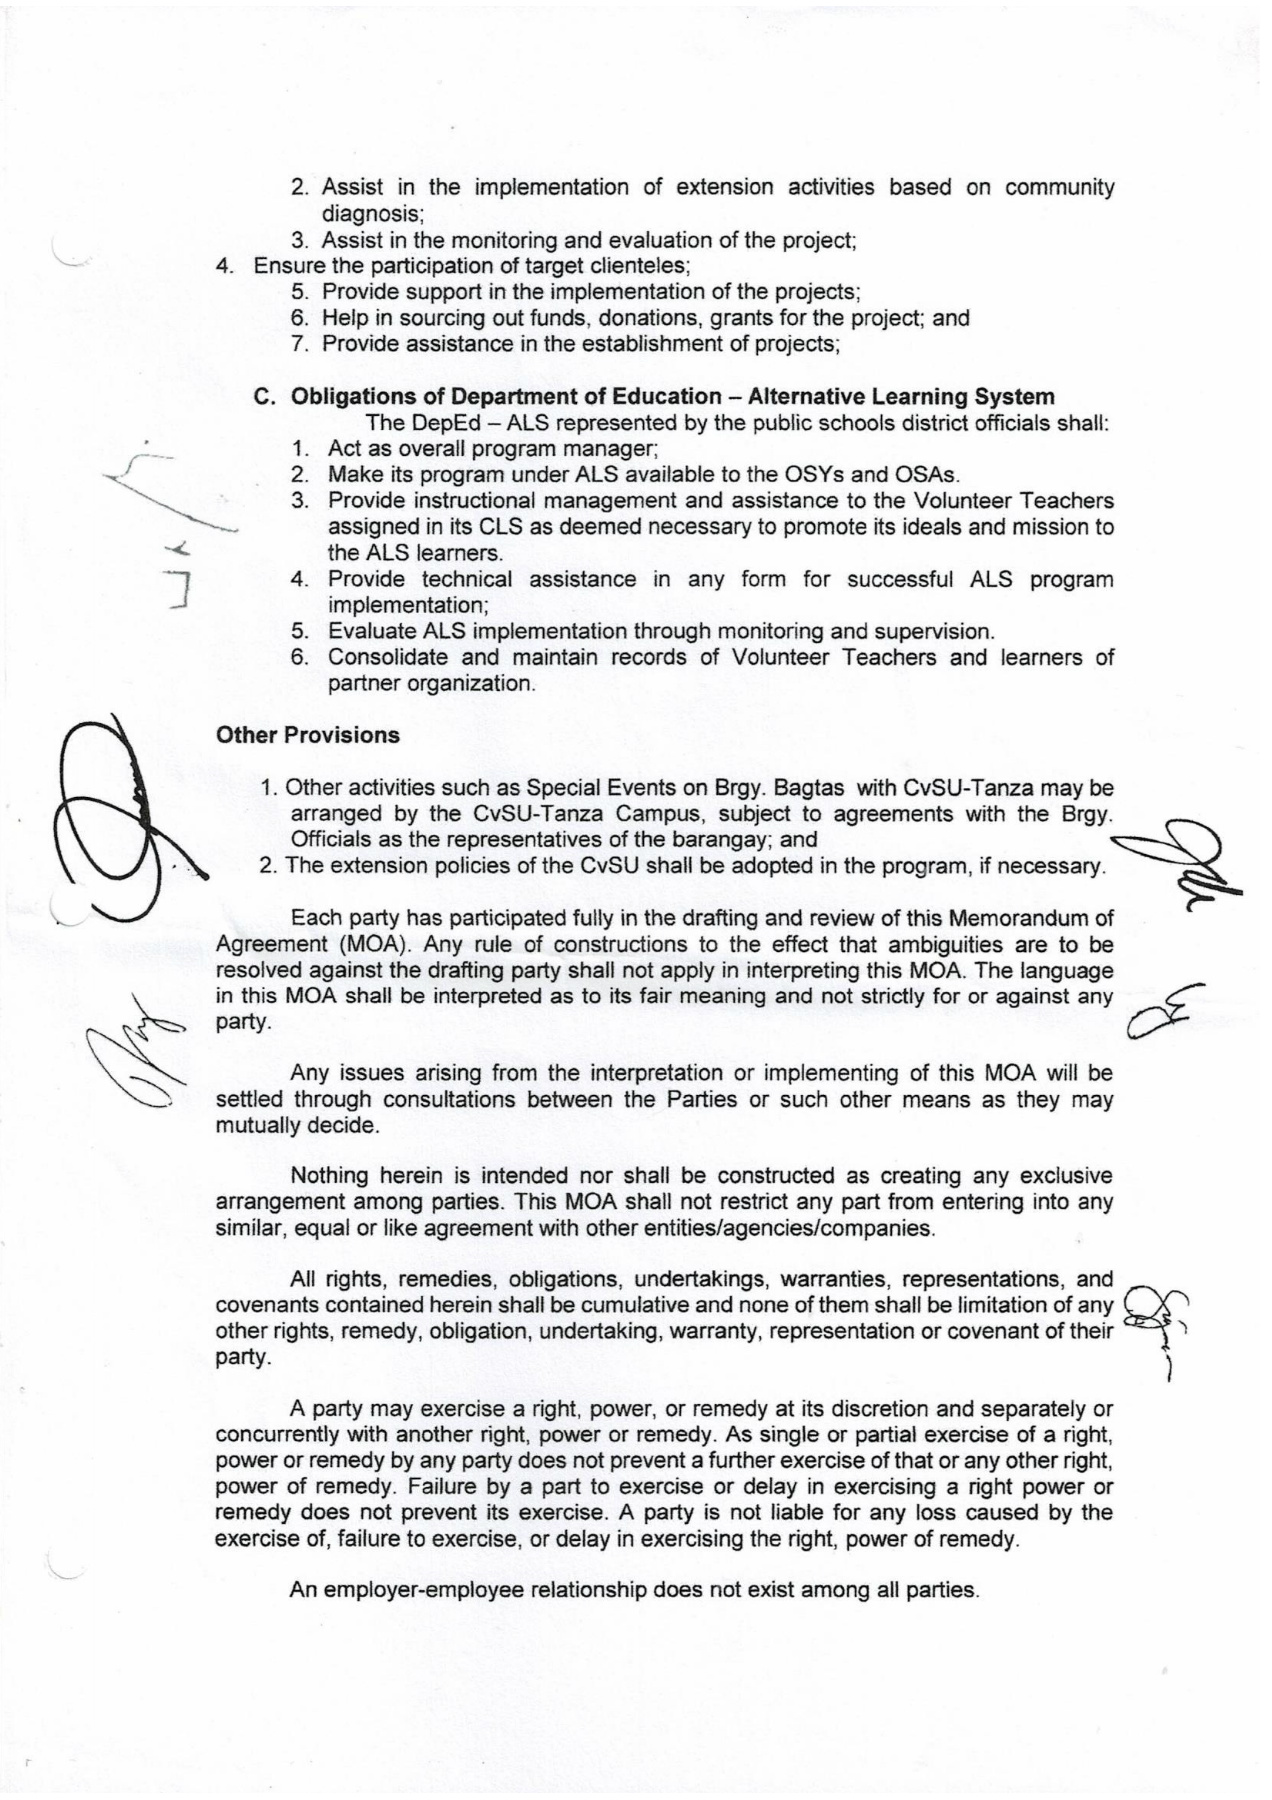 2. Assist in the implementation of extension activities based on community
diagnosis;
3. Assist in the monitoring and evaluation of the project;
4. Ensure the participation of target clienteles;
5. Provide support in the implementation of the projects;
6. Help in sourcing out funds, donations, grants for the project; and
7. Provide assistance in the establishment of projects;
C. Obligations of Department of Education – Alternative Learning System
The DepEd – ALS represented by the public schools district officials shall:
1. Act as overall program manager;
2. Make its program under ALS available to the OSYs and OSAs.
3. Provide instructional management and assistance to the Volunteer Teachers
assigned in its CLS as deemed necessary to promote its ideals and mission to
the ALS learners.
4. Provide technical assistance in any form for successful ALS program
implementation;
5. Evaluate ALS implementation through monitoring and supervision.
6. Consolidate and maintain records of Volunteer Teachers and learners of
partner organization.
Other Provisions
1. Other activities such as Special Events on Brgy. Bagtas with CvSU-Tanza may be
arranged by the CvSU-Tanza Campus, subject to agreements with the Brgy.
Officials as the representatives of the barangay; and
2. The extension policies of the CvSU shall be adopted in the program, if necessary.
Each party has participated fully in the drafting and review of this Memorandum of
Agreement (MOA). Any rule of constructions to the effect that ambiguities are to be
resolved against the drafting party shall not apply in interpreting this MOA. The language
in this MOA shall be interpreted as to its fair meaning and not strictly for or against any
party.
Any issues arising from the interpretation or implementing of this MOA will be
settled through consultations between the Parties or such other means as they may
mutually decide.
Nothing herein is intended nor shall be constructed as creating any exclusive
arrangement among parties. This MOA shall not restrict any part from entering into any
similar, equal or like agreement with other entities/agencies/companies.
All rights, remedies, obligations, undertakings, warranties, representations, and
covenants contained herein shall be cumulative and none of them shall be limitation of any
other rights, remedy, obligation, undertaking, warranty, representation or covenant of their
party.
A party may exercise a right, power, or remedy at its discretion and separately or
concurrently with another right, power or remedy. As single or partial exercise of a right,
power or remedy by any party does not prevent a further exercise of that or any other right,
power of remedy. Failure by a part to exercise or delay in exercising a right power or
remedy does not prevent its exercise. A party is not liable for any loss caused by the
exercise of, failure to exercise, or delay in exercising the right, power of remedy.
An employer-employee relationship does not exist among all parties.